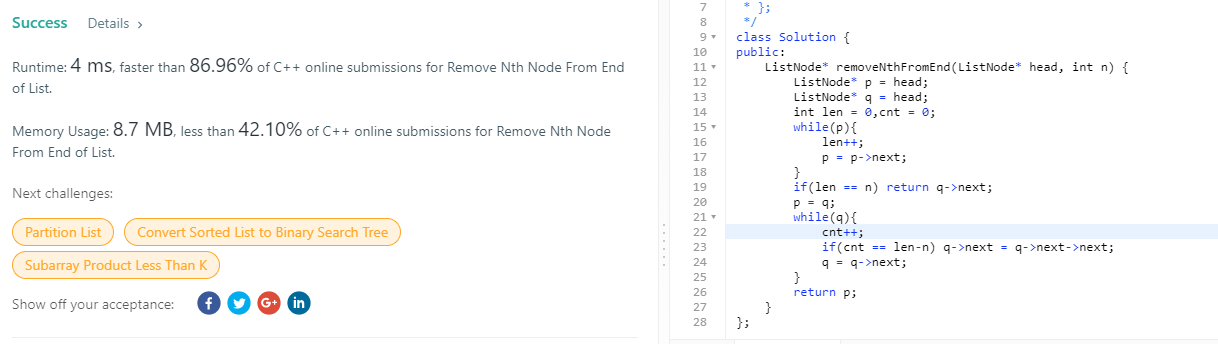 Success Details >
Runtime: 4 ms, faster than 86.96% of C++ online submissions for Remove Nth Node From End
of List.
Memory Usage: 8.7 MB, less than 42.10% of C++ online submissions for Remove Nth Node
From End of List.
Next challenges:
Partition List Convert Sorted List to Binary Search Tree
Subarray Product Less Than K
Show off your acceptance: f G+ in
7 * };
8 */
9 class Solution {
10 public:
11 ListNode* removeNthFromEnd(ListNode* head, int n) {
12 ListNode* p = head;
13 ListNode* q = head;
14 int len = 0,cnt = 0;
15 while(p){
16 len++;
17 p = p->next;
18 }
19 if(len == n) return q->next;
20 p = q;
21 while(q){
22 cnt++;
23 if(cnt == len-n) q->next = q->next->next;
24 q = q->next;
25 }
26 return p;
27 }
28 };